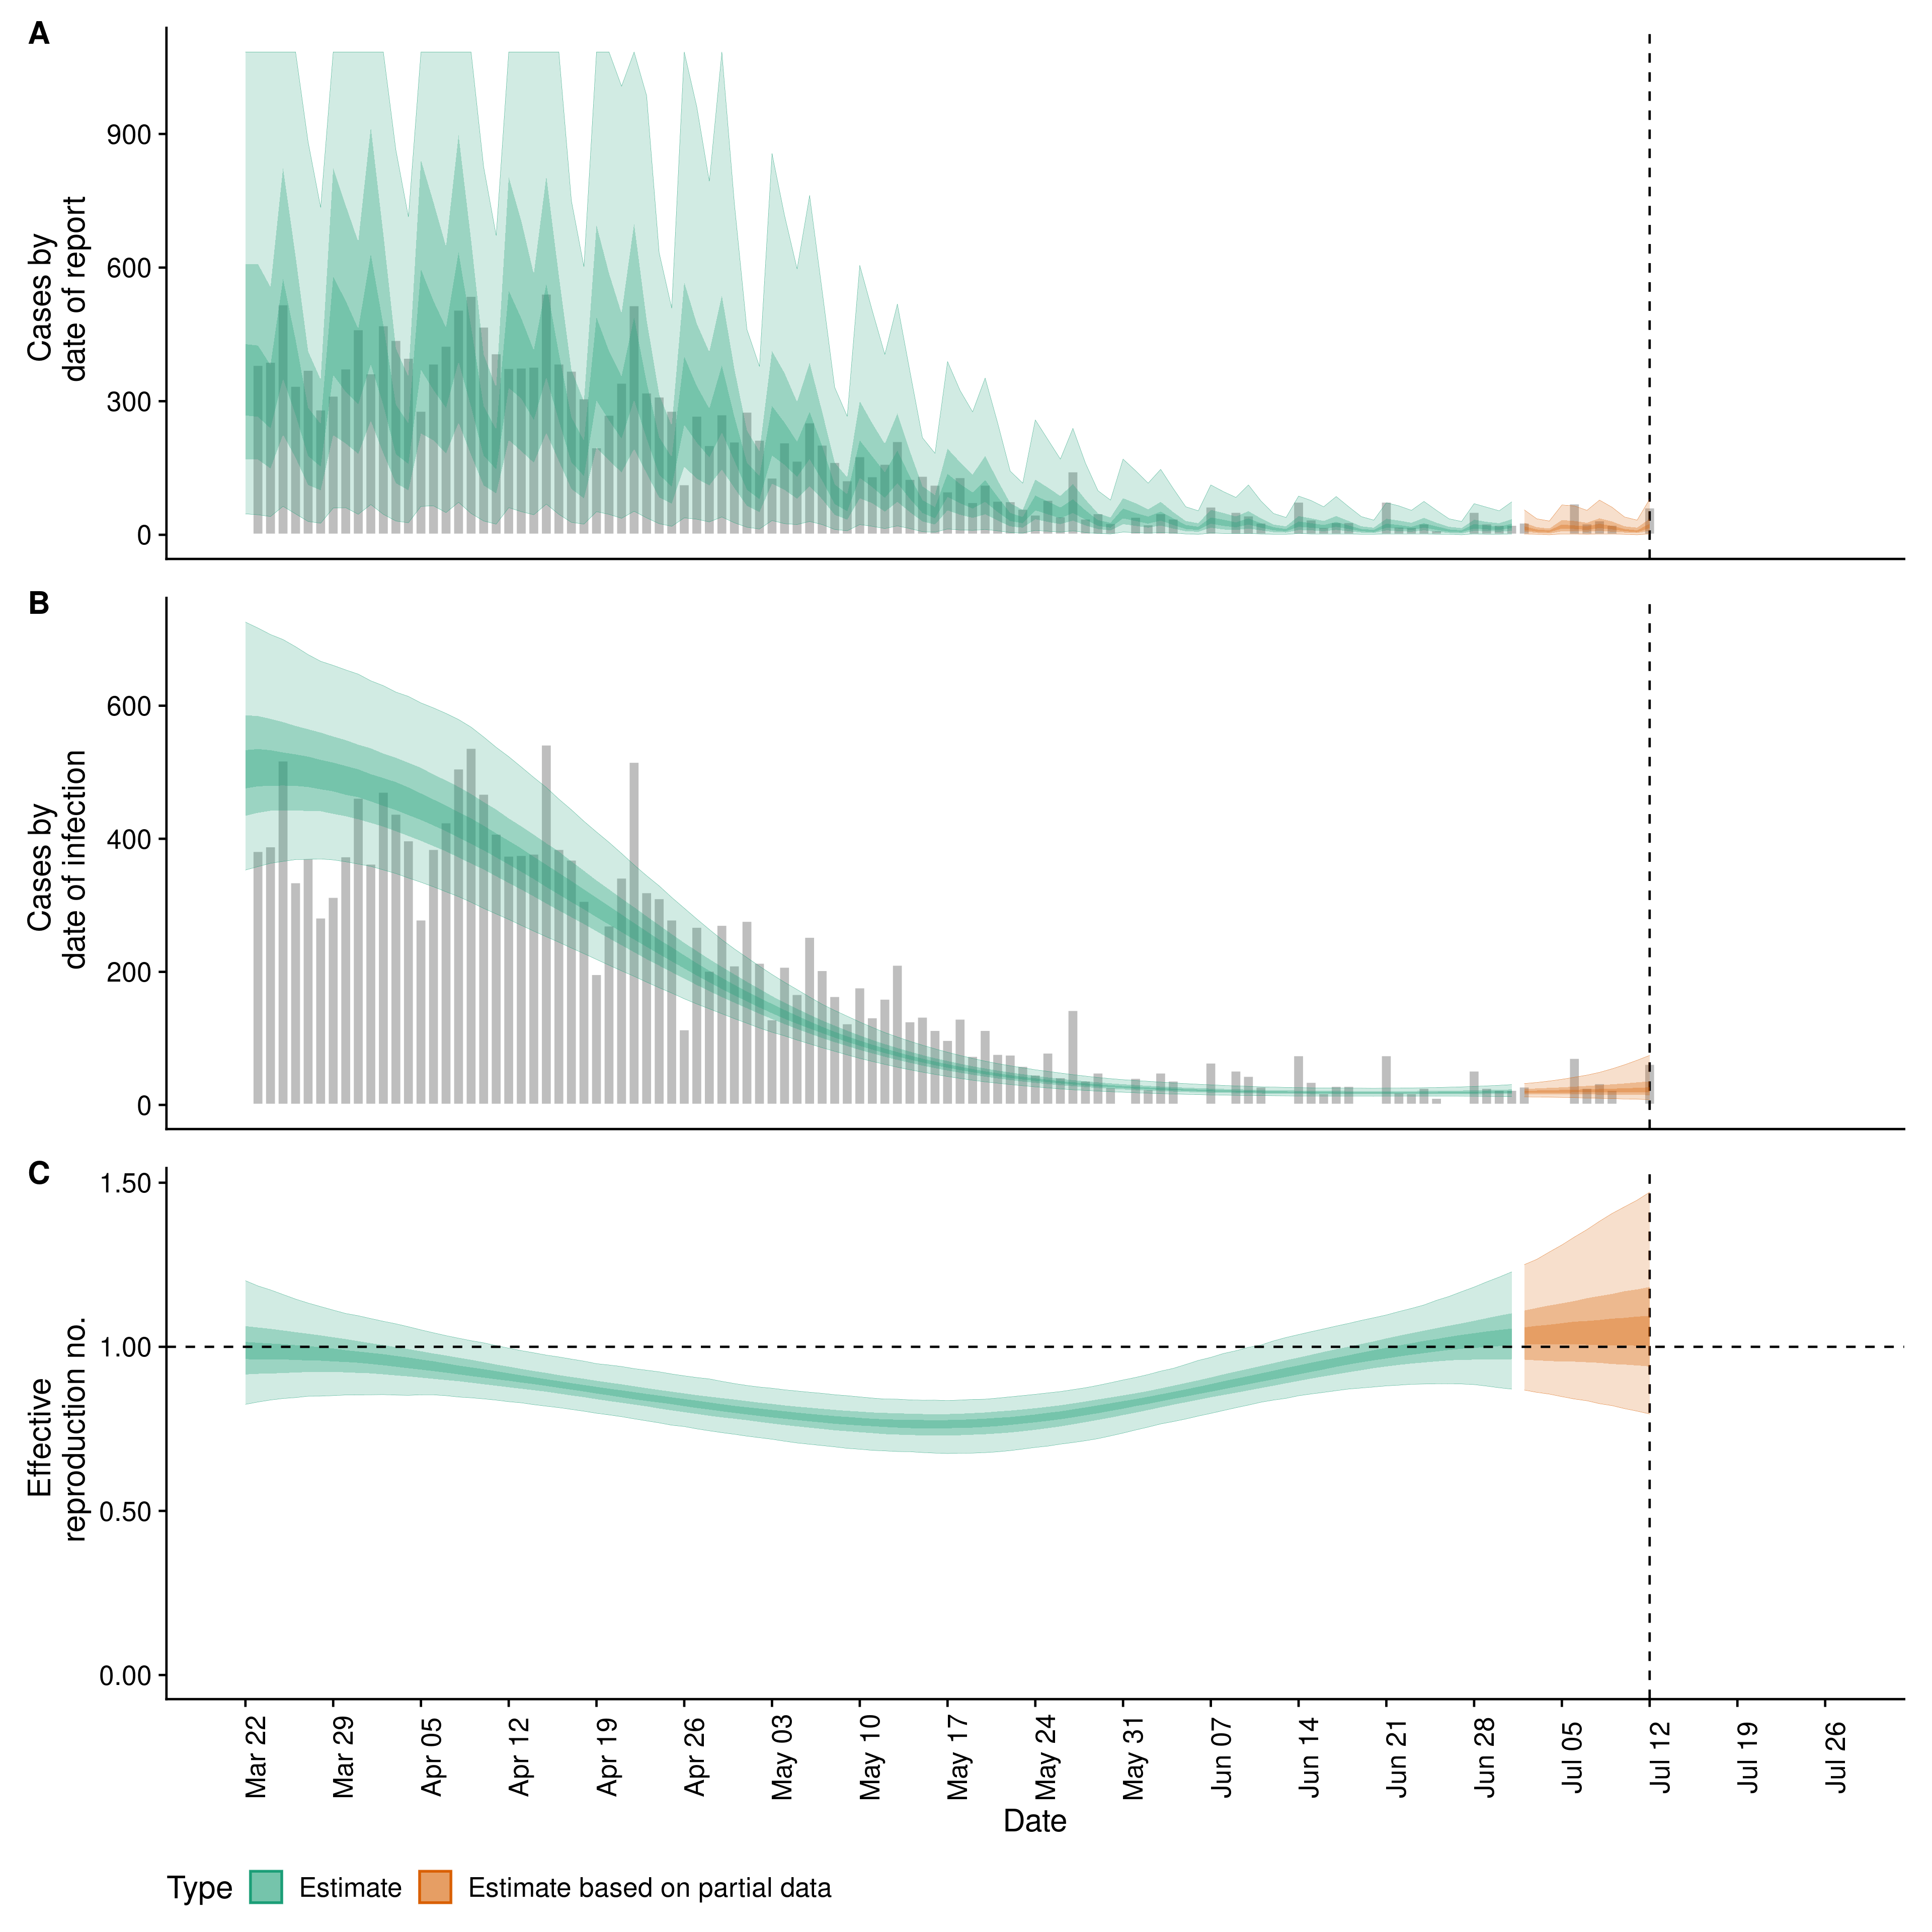 A
Cases by
date of report
900
600
300
0
B
Cases by
date of infection
600
400
200
0
C
Effective
reproduction no.
1.50
1.00
0.50
0.00
Mar 22
Mar 29
Apr 05
Apr 12
Apr 19
Apr 26
May 03
May 10
May 17
May 24
May 31
Jun 07
Jun 14
Jun 21
Jun 28
Jul 05
Jul 12
Jul 19
Jul 26
Date
Type Estimate Estimate based on partial data